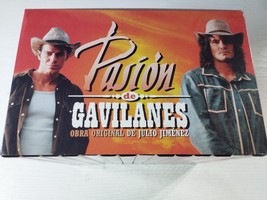 Pasión
de
GAVILANES
OBRA ORIGINAL DE JULIO JIMÉNEZ